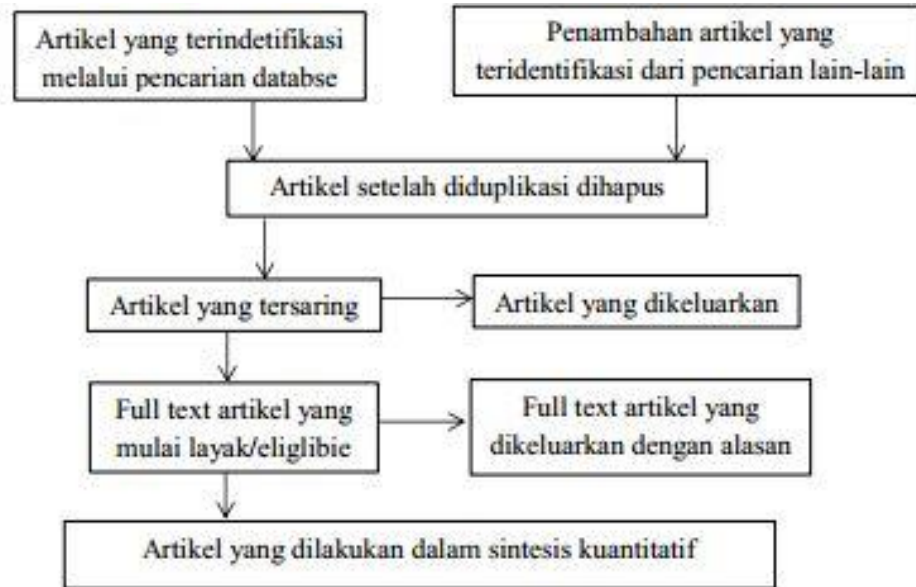 Artikel yang terindetifikasi
melalui pencarian databse
Penambahan artikel yang
teridentifikasi dari pencarian lain-lain
Artikel setelah diduplikasi dihapus
Artikel yang tersaring
Artikel yang dikeluarkan
Full text artikel yang
mulai layak/eliglibie
Full text artikel yang
dikeluarkan dengan alasan
Artikel yang dilakukan dalam sintesis kuantitatif